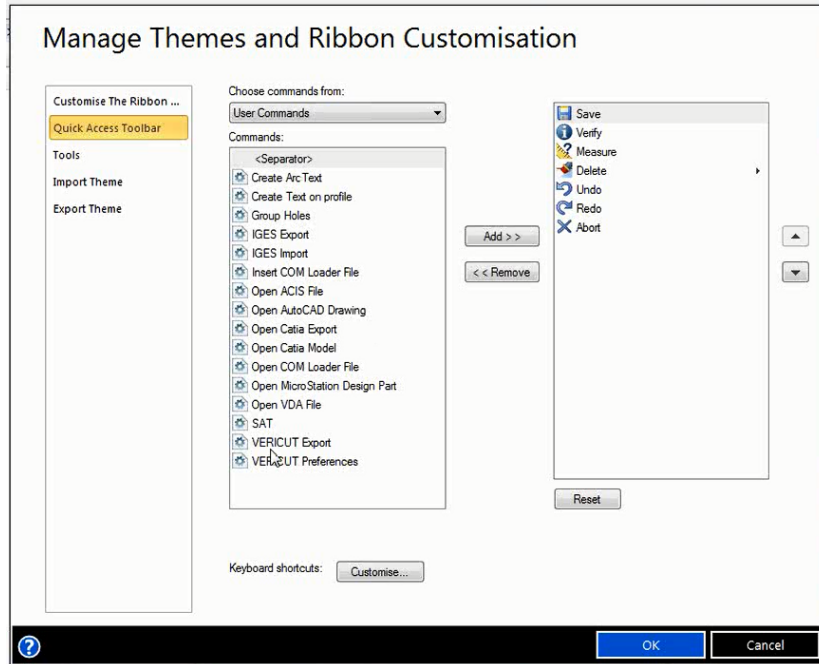 Manage Themes and Ribbon Customisation
Customise The Ribbon ...
Quick Access Toolbar
Tools
Import Theme
Export Theme
Choose commands from:
User Commands
Commands:
<Separator>
Create Arc Text
Create Text on profile
Group Holes
IGES Export
IGES Import
Insert COM Loader File
Open ACIS File
Open AutoCAD Drawing
Open Catia Export
Open Catia Model
Open COM Loader File
Open MicroStation Design Part
Open VDA File
SAT
VERICUT Export
VERICUT Preferences
Add > >
< < Remove
Save
Verify
Measure
Delete
Undo
Redo
Abort
Reset
Keyboard shortcuts:
Customise...
OK
Cancel